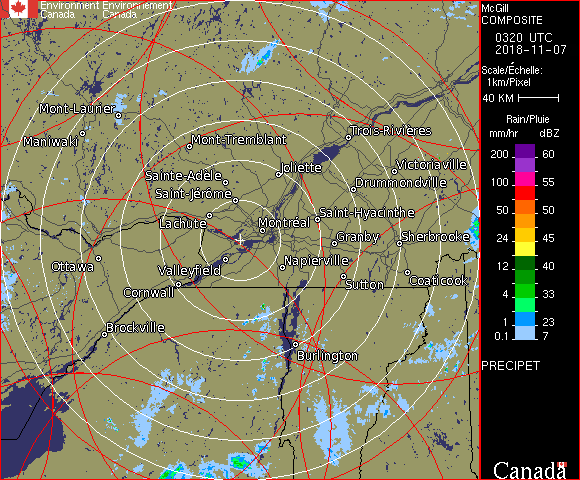 Environment Environnement
Canada Canada
McGill
COMPOSITE
0320 UTC
2018-11-07
Scale/Échelle:
1km/Pixel
40 KM
Rain/Pluie
mm/hr dBZ
200 60
150 55
100 55
50 50
24 45
12 40
4 33
1 23
0.1 7
PRECIPET
Canada
Mont-Laurier
Maniwaki
Mont-Tremblant
Trois-Rivières
Joliette
Victoriaville
Sainte-Adèle
Drummondville
Saint-Jérôme
Saint-Hyacinthe
Lachute
Montréal
Granby
Sherbrooke
Ottawa
Valleyfield
Napierville
Cornwall
Sutton
Coaticook
Brockville
Burlington